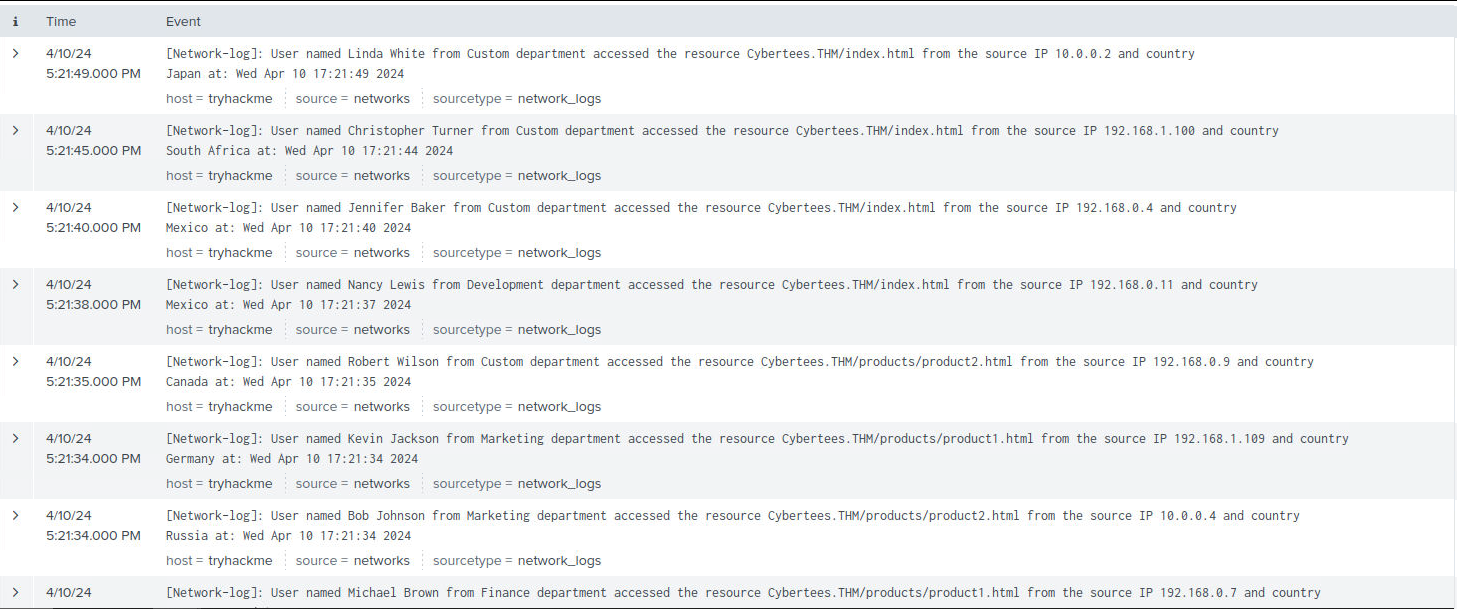 i Time Event
> 4/10/24 [Network-log]: User named Linda White from Custom department accessed the resource Cybertees.THM/index.html from the source IP 10.0.0.2 and country
5:21:49.000 PM Japan at: Wed Apr 10 17:21:49 2024
host = tryhackme source = networks sourcetype = network_logs
> 4/10/24 [Network-log]: User named Christopher Turner from Custom department accessed the resource Cybertees.THM/index.html from the source IP 192.168.1.100 and country
5:21:45.000 PM South Africa at: Wed Apr 10 17:21:44 2024
host = tryhackme source = networks sourcetype = network_logs
> 4/10/24 [Network-log]: User named Jennifer Baker from Custom department accessed the resource Cybertees.THM/index.html from the source IP 192.168.0.4 and country
5:21:40.000 PM Mexico at: Wed Apr 10 17:21:40 2024
host = tryhackme source = networks sourcetype = network_logs
> 4/10/24 [Network-log]: User named Nancy Lewis from Development department accessed the resource Cybertees.THM/index.html from the source IP 192.168.0.11 and country
5:21:38.000 PM Mexico at: Wed Apr 10 17:21:37 2024
host = tryhackme source = networks sourcetype = network_logs
> 4/10/24 [Network-log]: User named Robert Wilson from Custom department accessed the resource Cybertees.THM/products/product2.html from the source IP 192.168.0.9 and country
5:21:35.000 PM Canada at: Wed Apr 10 17:21:35 2024
host = tryhackme source = networks sourcetype = network_logs
> 4/10/24 [Network-log]: User named Kevin Jackson from Marketing department accessed the resource Cybertees.THM/products/product1.html from the source IP 192.168.1.109 and country
5:21:34.000 PM Germany at: Wed Apr 10 17:21:34 2024
host = tryhackme source = networks sourcetype = network_logs
> 4/10/24 [Network-log]: User named Bob Johnson from Marketing department accessed the resource Cybertees.THM/products/product2.html from the source IP 10.0.0.4 and country
5:21:34.000 PM Russia at: Wed Apr 10 17:21:34 2024
host = tryhackme source = networks sourcetype = network_logs
> 4/10/24 [Network-log]: User named Michael Brown from Finance department accessed the resource Cybertees.THM/products/product1.html from the source IP 192.168.0.7 and country